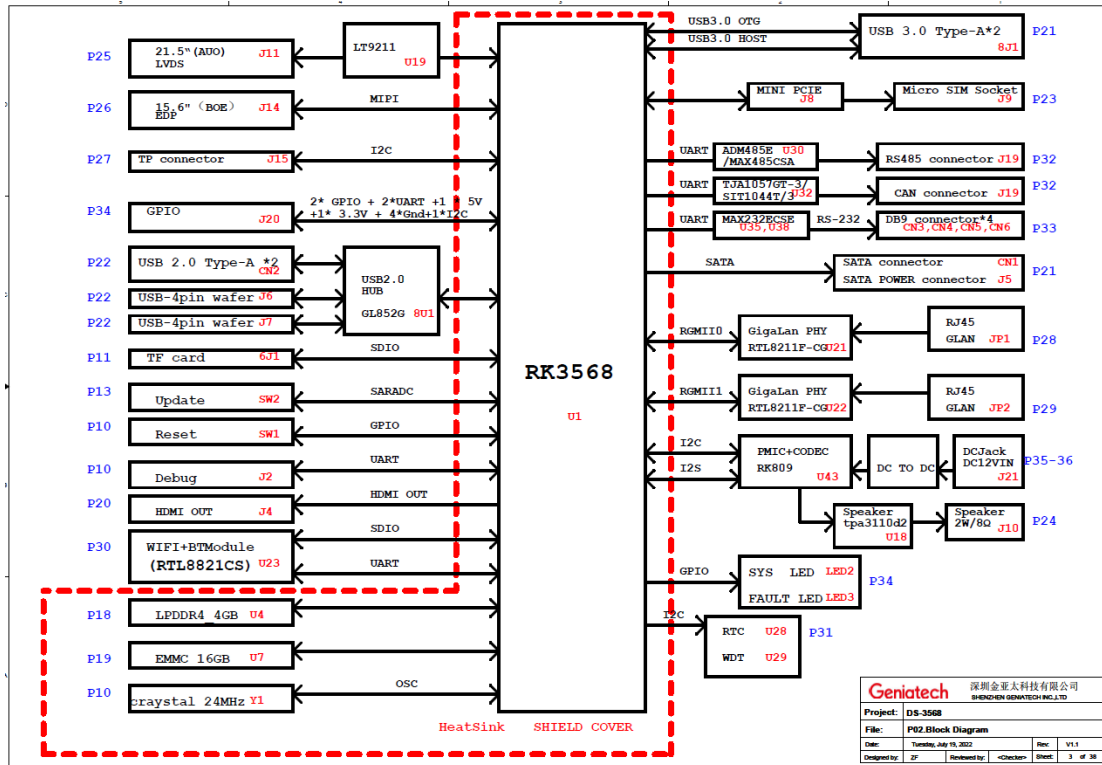 USB3.0 OTG
USB3.0 HOST
USB 3.0 Type-A*2
8J1
P21
P25
21.5"(AUO)
LVDS
J11
LT9211
U19
P26
15.6" (BOE)
EDP
J14
MIPI
MINI PCIE
J8
Micro SIM Socket
J9
P23
P27
TP connector
J15
I2C
UART
ADM485E U30
/MAX485CSA
RS485 connector J19
P32
UART
TJA1057GT-3/
SIT1044T/3
U32
CAN connector J19
P32
P34
GPIO
J20
2* GPIO + 2*UART +1 * 5V
+1* 3.3V + 4*Gnd+1*I2C
UART
MAX232ECSE
U35,U38
RS-232
DB9 connector*4
CN3,CN4,CN5,CN6
P33
P22
USB 2.0 Type-A *2
CN2
USB2.0
HUB
GL852G 8U1
SATA
SATA connector CN1
SATA POWER connector J5
P21
P22
USB-4pin wafer J6
P22
USB-4pin wafer J7
RGMII0
GigaLan PHY
RTL8211F-CGU21
RJ45
GLAN JP1
P28
P11
TF card
6J1
SDIO
RK3568
U1
P13
Update
SW2
SARADC
RGMII1
GigaLan PHY
RTL8211F-CGU22
RJ45
GLAN JP2
P29
P10
Reset
SW1
GPIO
I2C
I2S
PMIC+CODEC
RK809
U43
DC TO DC
DCJack
DC12VIN
J21
P35-36
P10
Debug
J2
UART
P20
HDMI OUT
J4
HDMI OUT
Speaker
tpa3110d2
U18
Speaker
2W/8Ω
J10
P24
P30
WIFI+BTModule
(RTL8821CS)
U23
SDIO
UART
GPIO
SYS LED LED2
FAULT LED LED3
P34
P18
LPDDR4_4GB U4
I2C
RTC U28
WDT U29
P31
P19
EMMC 16GB U7
P10
craystal 24MHz Y1
OSC
HeatSink SHIELD COVER
Geniatech
深圳金亚太科技有限公司
SHENZHEN GENIATECH INC.,LTD
Project: DS-3568
File: P02.Block Diagram
Date: Tuesday, July 19, 2022 Rev: V1.1
Designed by: ZF Reviewed by: <Checker> Sheet: 3 of 38